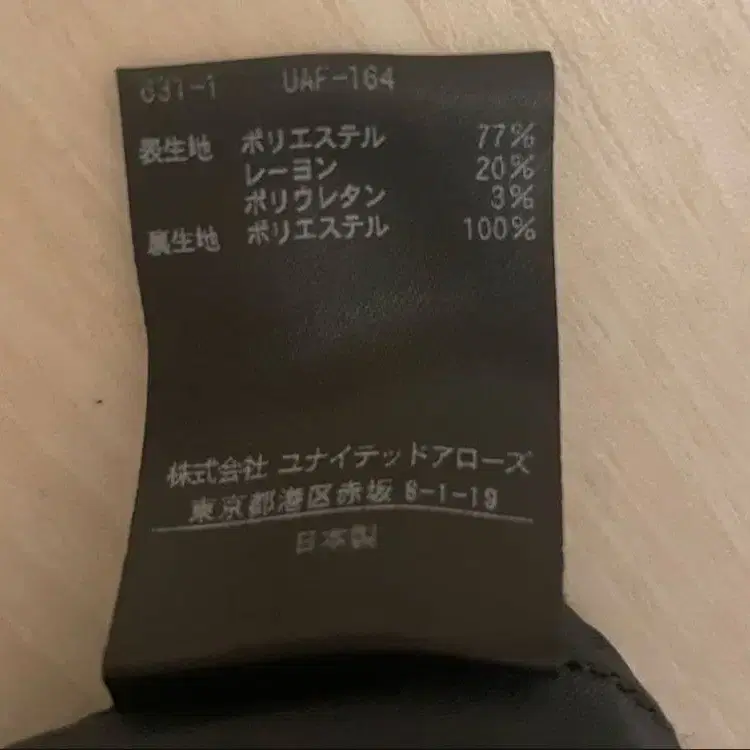 631-1 UAF-164
表生地 ポリエステル 77%
レーヨン 20%
ポリウレタン 3%
裏生地 ポリエステル 100%
株式会社 ユナイテッドアローズ
東京都港区赤坂 8-1-19
日本製